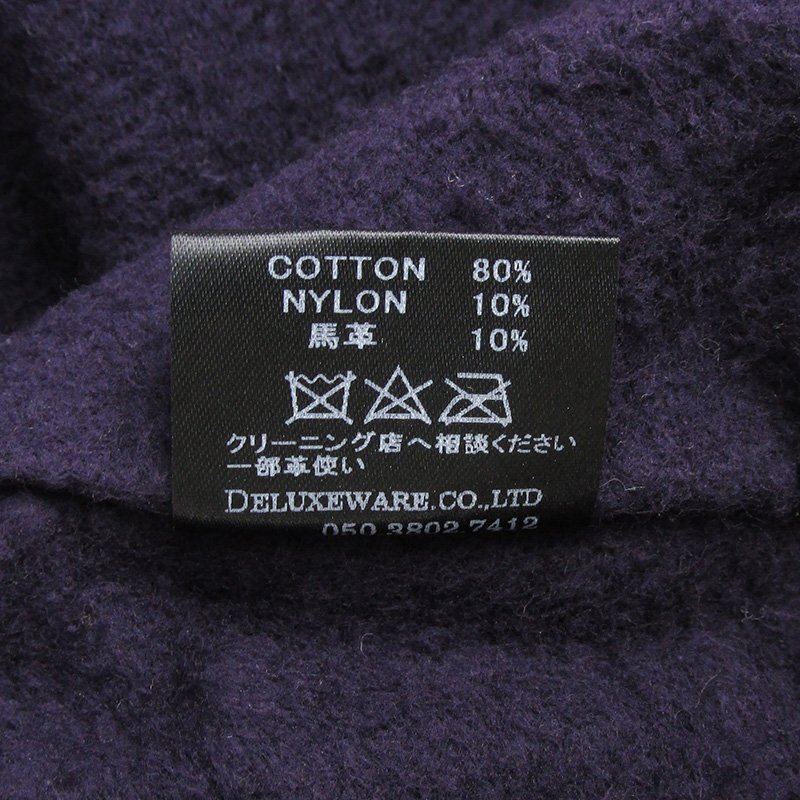 COTTON 80%
NYLON 10%
馬革 10%
クリーニング店へ相談ください
一部革使い
DELUXEWARE.CO.,LTD
050.3802.7412